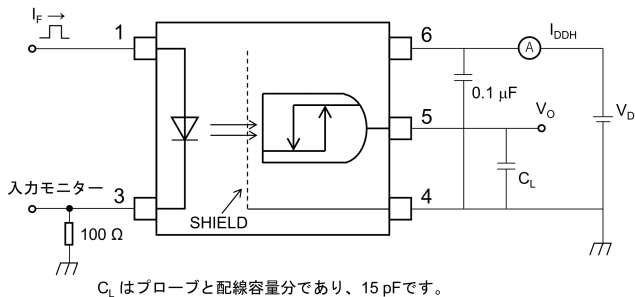 I_F →
1
6
I_DDH
A
0.1 μF
5
V_O
V_D
入力モニター
3
4
C_L
SHIELD
100 Ω
C_L はプローブと配線容量分であり、15 pFです。